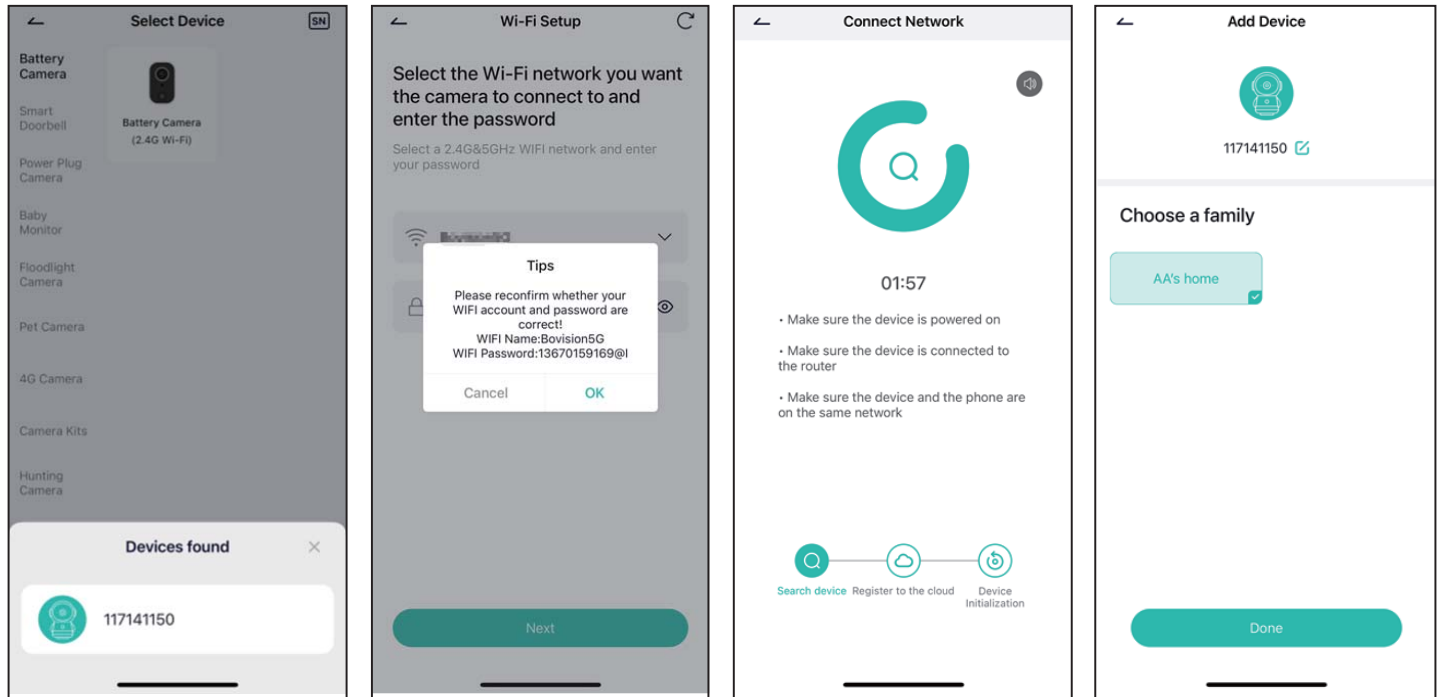 Select Device
SN
Battery
Camera
Smart
Doorbell
Power Plug
Camera
Baby
Monitor
Floodlight
Camera
Pet Camera
4G Camera
Camera Kits
Hunting
Camera
Battery Camera
(2.4G Wi-Fi)
Devices found
117141150
Wi-Fi Setup
Select the Wi-Fi network you want
the camera to connect to and
enter the password
Select a 2.4G&5GHz WIFI network and enter
your password
Tips
Please reconfirm whether your
WIFI account and password are
correct!
WIFI Name:Bovision5G
WIFI Password:13670159169@l
Cancel
OK
Next
Connect Network
01:57
• Make sure the device is powered on
• Make sure the device is connected to
the router
• Make sure the device and the phone are
on the same network
Search device
Register to the cloud
Device
Initialization
Add Device
117141150
Choose a family
AA's home
Done